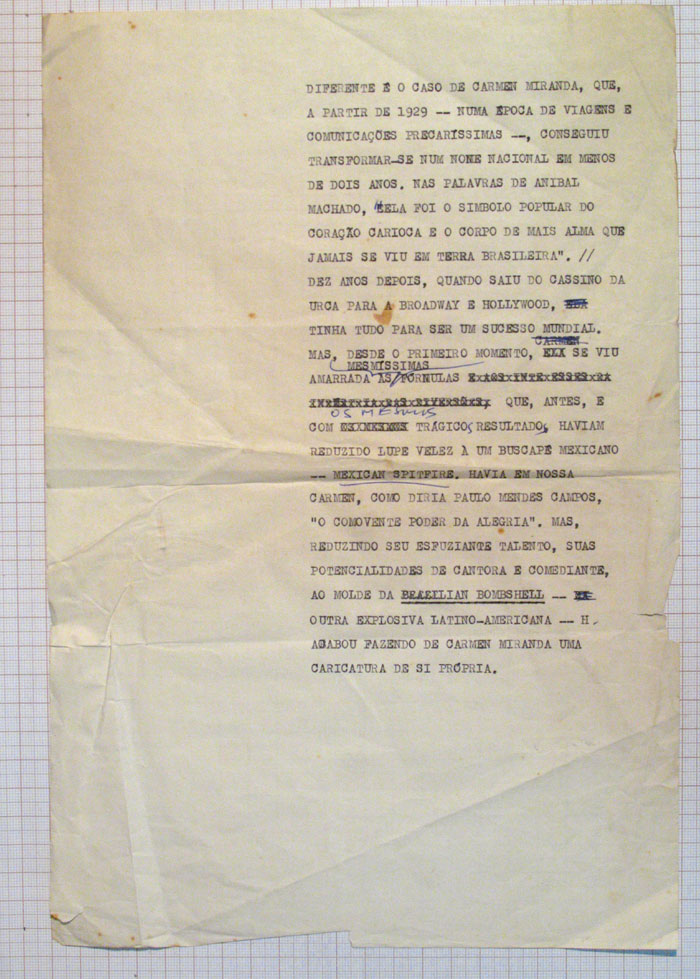 DIFERENTE É O CASO DE CARMEN MIRANDA, QUE,
A PARTIR DE 1929 -- NUMA ÉPOCA DE VIAGENS E
COMUNICAÇÕES PRECARÍSSIMAS --, CONSEGUIU
TRANSFORMAR-SE NUM NONE NACIONAL EM MENOS
DE DOIS ANOS. NAS PALAVRAS DE ANIBAL
MACHADO, "ELA FOI O SIMBOLO POPULAR DO
CORAÇÃO CARIOCA E O CORPO DE MAIS ALMA QUE
JAMAIS SE VIU EM TERRA BRASILEIRA". //
DEZ ANOS DEPOIS, QUANDO SAIU DO CASSINO DA
URCA PARA A BROADWAY E HOLLYWOOD,
TINHA TUDO PARA SER UM SUCESSO MUNDIAL.
CARMEN
MAS, DESDE O PRIMEIRO MOMENTO, ELA SE VIU
MESMÍSSIMAS
AMARRADA ÀS FÓRMULAS
QUE, ANTES, E
OS MESMOS
COM TRÁGICOS RESULTADOS, HAVIAM
REDUZIDO LUPE VELEZ À UM BUSCAPÉ MEXICANO
-- MEXICAN SPITFIRE. HAVIA EM NOSSA
CARMEN, COMO DIRIA PAULO MENDES CAMPOS,
"O COMOVENTE PODER DA ALEGRIA". MAS,
REDUZINDO SEU ESFUZIANTE TALENTO, SUAS
POTENCIALIDADES DE CANTORA E COMEDIANTE,
AO MOLDE DA BRAZILIAN BOMBSHELL --
OUTRA EXPLOSIVA LATINO-AMERICANA -- H.
ACABOU FAZENDO DE CARMEN MIRANDA UMA
CARICATURA DE SI PRÓPRIA.